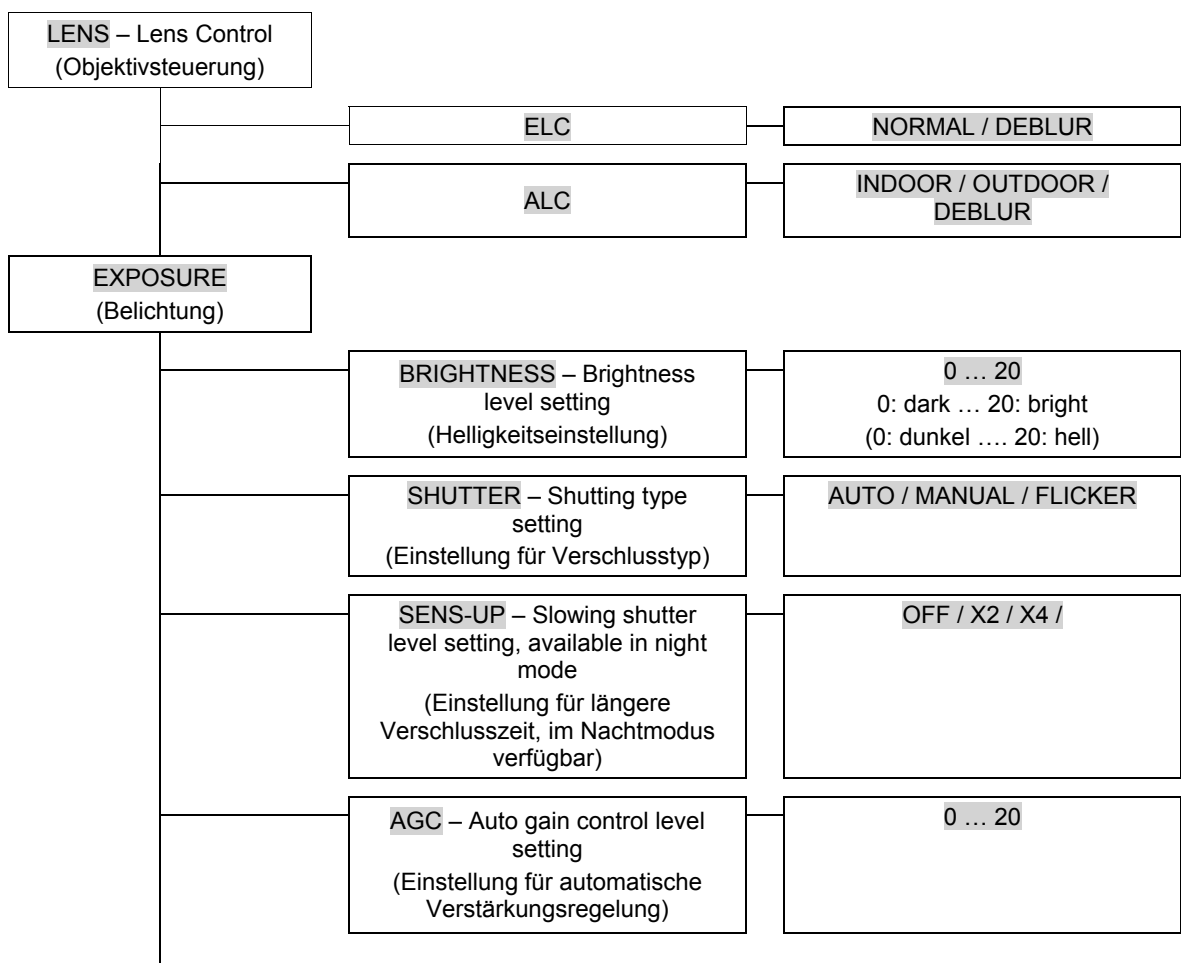 LENS – Lens Control
(Objektivsteuerung)
ELC
NORMAL / DEBLUR
ALC
INDOOR / OUTDOOR /
DEBLUR
EXPOSURE
(Belichtung)
BRIGHTNESS – Brightness
level setting
(Helligkeitseinstellung)
0 … 20
0: dark … 20: bright
(0: dunkel …. 20: hell)
SHUTTER – Shutting type
setting
(Einstellung für Verschlusstyp)
AUTO / MANUAL / FLICKER
SENS-UP – Slowing shutter
level setting, available in night
mode
(Einstellung für längere
Verschlusszeit, im Nachtmodus
verfügbar)
OFF / X2 / X4 /
AGC – Auto gain control level
setting
(Einstellung für automatische
Verstärkungsregelung)
0 … 20